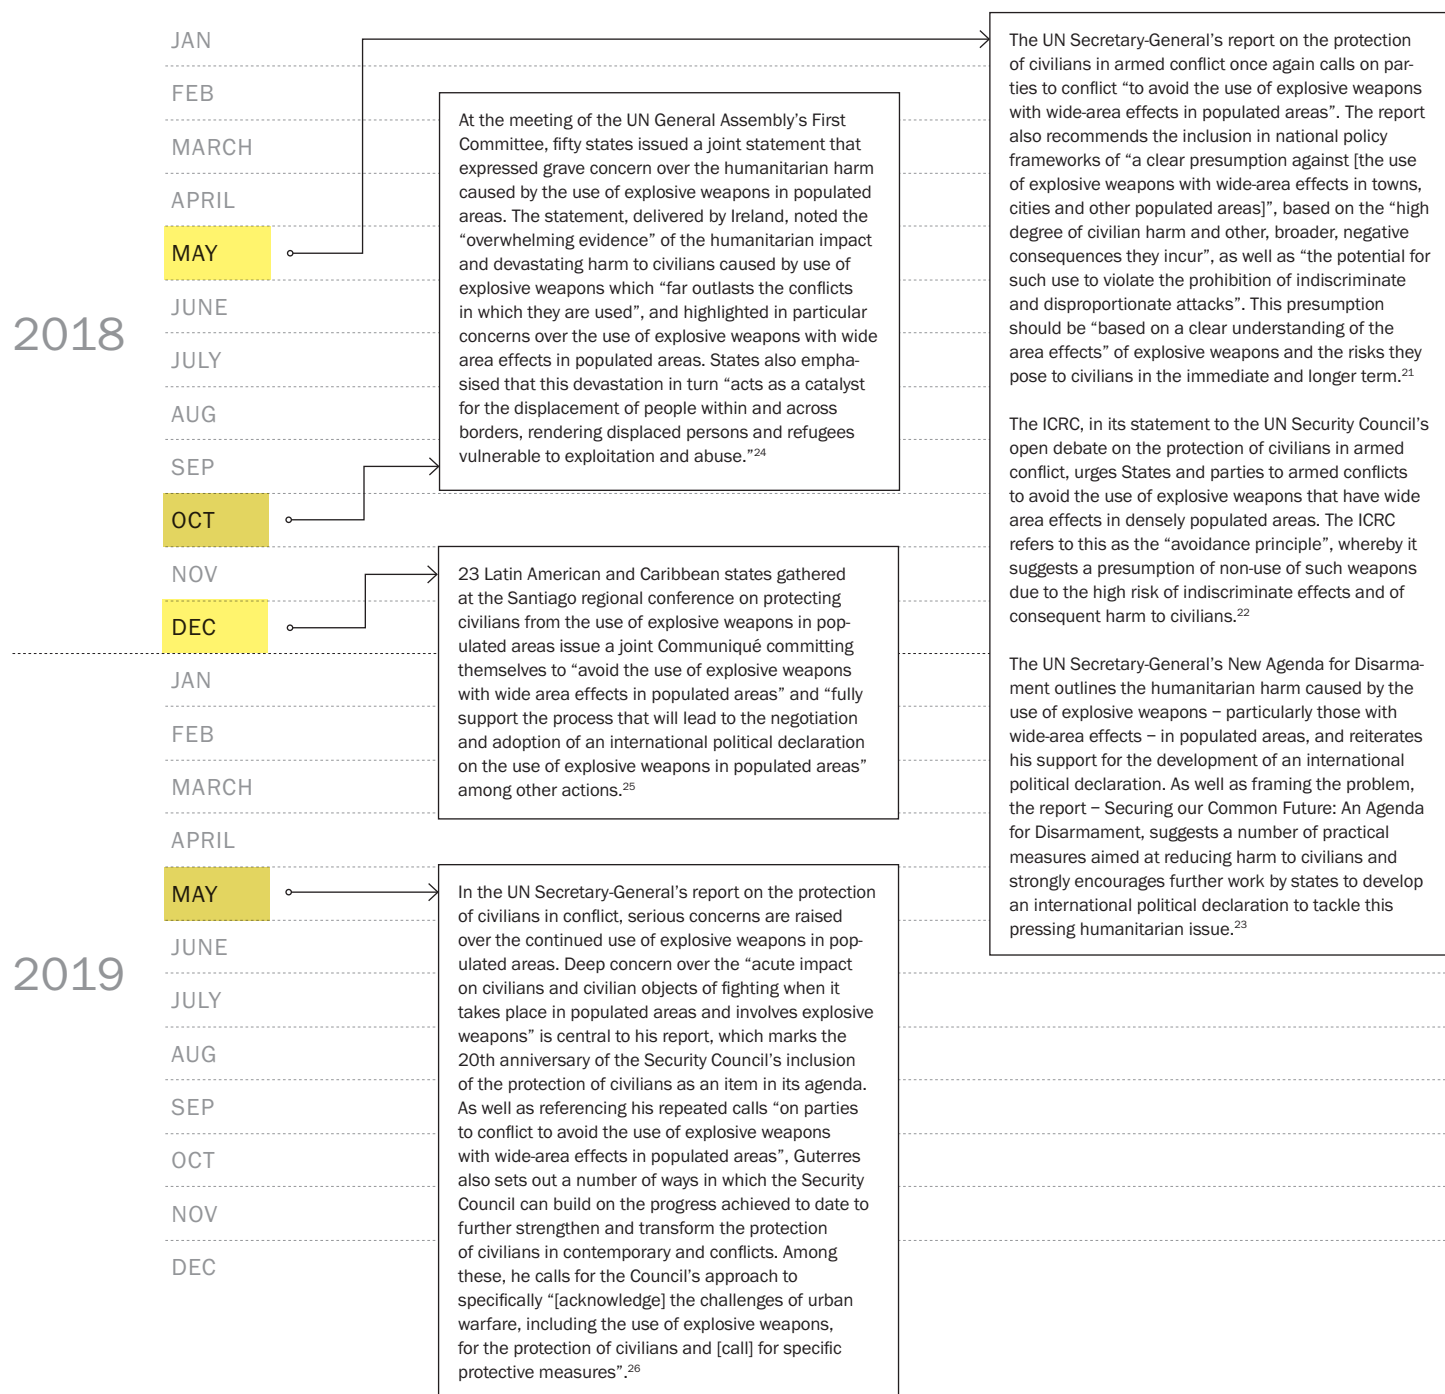 2018
JAN
FEB
MARCH
APRIL
MAY
JUNE
JULY
AUG
SEP
OCT
NOV
DEC
The UN Secretary-General’s report on the protection
of civilians in armed conflict once again calls on par-
ties to conflict “to avoid the use of explosive weapons
with wide-area effects in populated areas”. The report
also recommends the inclusion in national policy
frameworks of “a clear presumption against [the use
of explosive weapons with wide-area effects in towns,
cities and other populated areas]”, based on the “high
degree of civilian harm and other, broader, negative
consequences they incur”, as well as “the potential for
such use to violate the prohibition of indiscriminate
and disproportionate attacks”. This presumption
should be “based on a clear understanding of the
area effects” of explosive weapons and the risks they
pose to civilians in the immediate and longer term.21
The ICRC, in its statement to the UN Security Council’s
open debate on the protection of civilians in armed
conflict, urges States and parties to armed conflicts
to avoid the use of explosive weapons that have wide
area effects in densely populated areas. The ICRC
refers to this as the “avoidance principle”, whereby it
suggests a presumption of non-use of such weapons
due to the high risk of indiscriminate effects and of
consequent harm to civilians.22
The UN Secretary-General’s New Agenda for Disarma-
ment outlines the humanitarian harm caused by the
use of explosive weapons – particularly those with
wide-area effects – in populated areas, and reiterates
his support for the development of an international
political declaration. As well as framing the problem,
the report – Securing our Common Future: An Agenda
for Disarmament, suggests a number of practical
measures aimed at reducing harm to civilians and
strongly encourages further work by states to develop
an international political declaration to tackle this
pressing humanitarian issue.23
At the meeting of the UN General Assembly’s First
Committee, fifty states issued a joint statement that
expressed grave concern over the humanitarian harm
caused by the use of explosive weapons in populated
areas. The statement, delivered by Ireland, noted the
“overwhelming evidence” of the humanitarian impact
and devastating harm to civilians caused by use of
explosive weapons which “far outlasts the conflicts
in which they are used”, and highlighted in particular
concerns over the use of explosive weapons with wide
area effects in populated areas. States also empha-
sised that this devastation in turn “acts as a catalyst
for the displacement of people within and across
borders, rendering displaced persons and refugees
vulnerable to exploitation and abuse.”24
23 Latin American and Caribbean states gathered
at the Santiago regional conference on protecting
civilians from the use of explosive weapons in pop-
ulated areas issue a joint Communiqué committing
themselves to “avoid the use of explosive weapons
with wide area effects in populated areas” and “fully
support the process that will lead to the negotiation
and adoption of an international political declaration
on the use of explosive weapons in populated areas”
among other actions.25
2019
JAN
FEB
MARCH
APRIL
MAY
JUNE
JULY
AUG
SEP
OCT
NOV
DEC
In the UN Secretary-General’s report on the protection
of civilians in conflict, serious concerns are raised
over the continued use of explosive weapons in pop-
ulated areas. Deep concern over the “acute impact
on civilians and civilian objects of fighting when it
takes place in populated areas and involves explosive
weapons” is central to his report, which marks the
20th anniversary of the Security Council’s inclusion
of the protection of civilians as an item in its agenda.
As well as referencing his repeated calls “on parties
to conflict to avoid the use of explosive weapons
with wide-area effects in populated areas”, Guterres
also sets out a number of ways in which the Security
Council can build on the progress achieved to date to
further strengthen and transform the protection
of civilians in contemporary and conflicts. Among
these, he calls for the Council’s approach to
specifically “[acknowledge] the challenges of urban
warfare, including the use of explosive weapons,
for the protection of civilians and [call] for specific
protective measures”.26